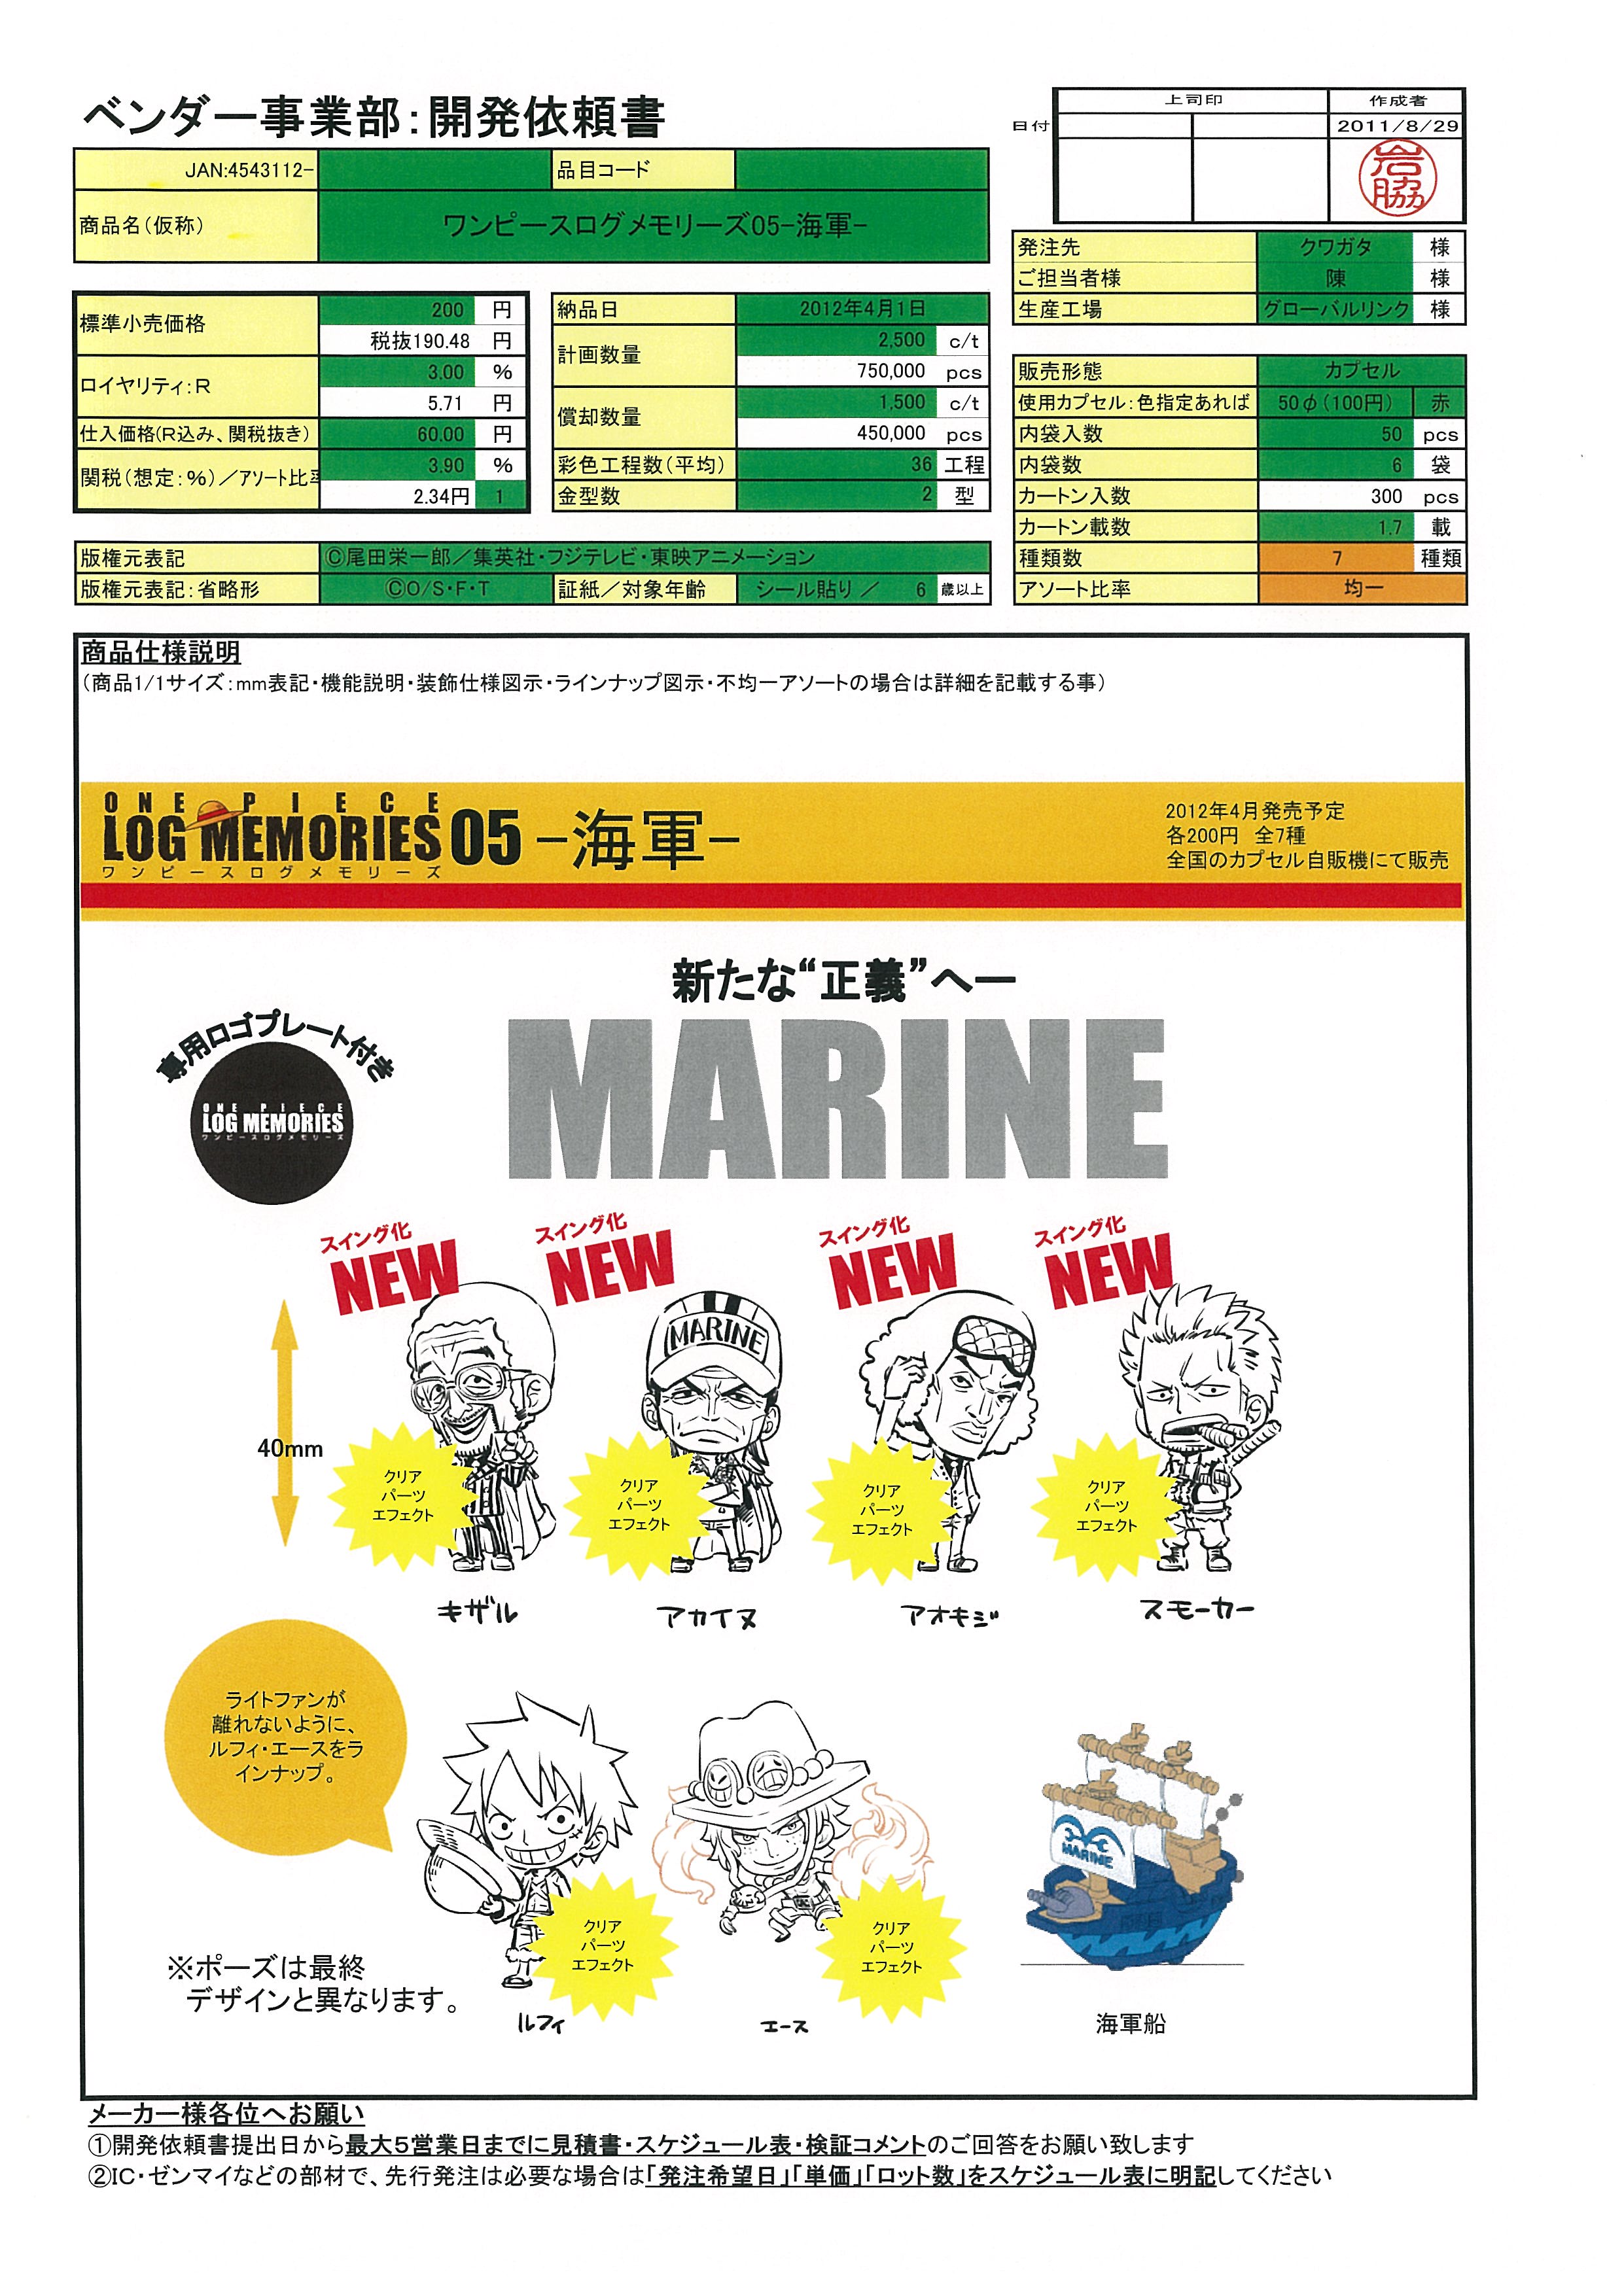 ベンダー事業部：開発依頼書
上司印 作成者
日付 2011/8/29
岩脇
JAN:4543112- 品目コード
商品名（仮称） ワンピースログメモリーズ05-海軍-
発注先 クワガタ 様
ご担当者様 陳 様
生産工場 グローバルリンク 様
標準小売価格 200 円
税抜190.48 円
ロイヤリティ：R 3.00 %
5.71 円
仕入価格(R込み、関税抜き) 60.00 円
関税(想定：%)／アソート比率 3.90 %
2.34円 1
納品日 2012年4月1日
計画数量 2,500 c/t
750,000 pcs
償却数量 1,500 c/t
450,000 pcs
彩色工程数(平均) 36 工程
金型数 2 型
販売形態 カプセル
使用カプセル：色指定あれば 50φ(100円) 赤
内袋入数 50 pcs
内袋数 6 袋
カートン入数 300 pcs
カートン載数 1.7 載
種類数 7 種類
アソート比率 均一
版権元表記 ©尾田栄一郎／集英社・フジテレビ・東映アニメーション
版権元表記：省略形 ©O/S・F・T 証紙／対象年齢 シール貼り ／ 6 歳以上
商品仕様説明
（商品1/1サイズ：mm表記・機能説明・装飾仕様図示・ラインナップ図示・不均一アソートの場合は詳細を記載する事）
ONE PIECE
LOG MEMORIES 05 -海軍-
ワンピースログメモリーズ
2012年4月発売予定
各200円 全7種
全国のカプセル自販機にて販売
新たな“正義”へ―
MARINE
専用ロゴプレート付き
ONE PIECE
LOG MEMORIES
ワンピースログメモリーズ
スイング化
NEW
スイング化
NEW
スイング化
NEW
スイング化
NEW
MARINE
40mm
クリア
パーツ
エフェクト
クリア
パーツ
エフェクト
クリア
パーツ
エフェクト
クリア
パーツ
エフェクト
キザル
アカイヌ
アオキジ
スモーカー
ライトファンが
離れないように、
ルフィ・エースをラ
インナップ。
MARINE
クリア
パーツ
エフェクト
クリア
パーツ
エフェクト
※ポーズは最終
デザインと異なります。
ルフィ
エース
海軍船
メーカー様各位へお願い
①開発依頼書提出日から最大5営業日までに見積書・スケジュール表・検証コメントのご回答をお願い致します
②IC・ゼンマイなどの部材で、先行発注は必要な場合は「発注希望日」「単価」「ロット数」をスケジュール表に明記してください